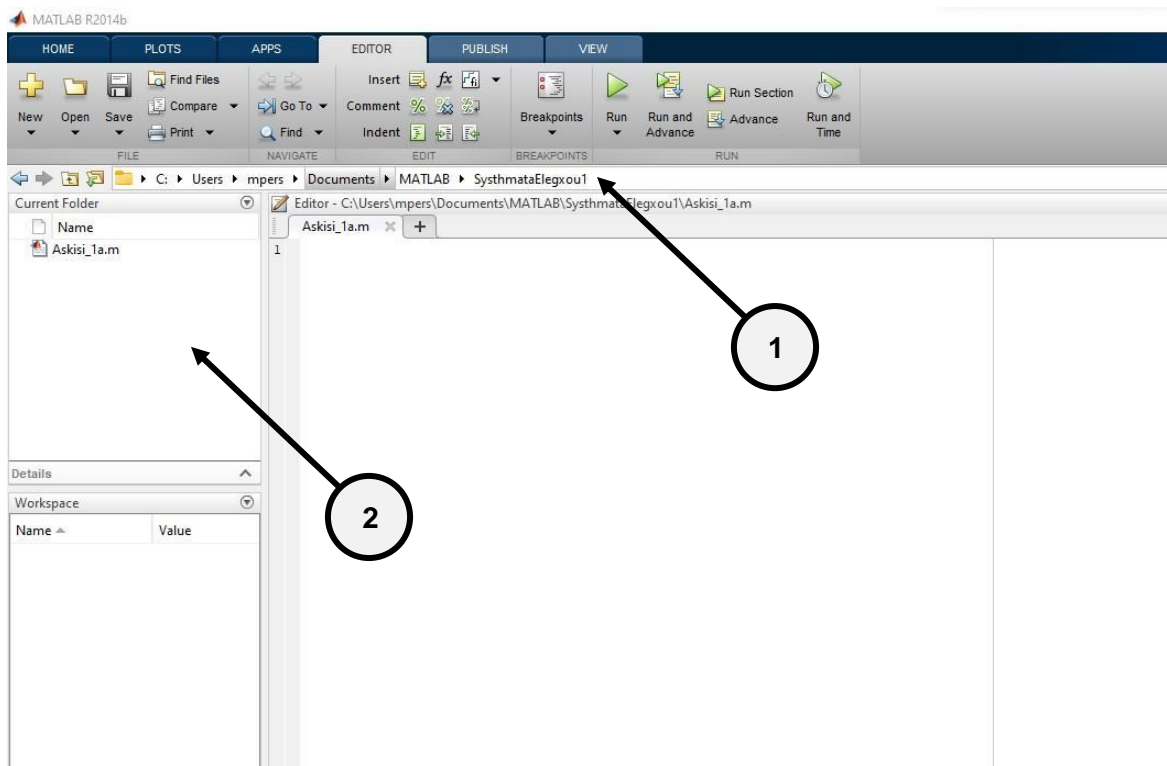 MATLAB R2014b
HOME PLOTS APPS EDITOR PUBLISH VIEW
New Open Save Find Files Compare Print
FILE
Go To Find
NAVIGATE
Insert fx
Comment %
Indent
EDIT
Breakpoints
BREAKPOINTS
Run Run and Advance Run Section Advance Run and Time
RUN
C: Users mpers Documents MATLAB SysthmataElegxou1
Current Folder
Name
Askisi_1a.m
Editor - C:\Users\mpers\Documents\MATLAB\SysthmataElegxou1\Askisi_1a.m
Askisi_1a.m +
1
1
2
Details
Workspace
Name Value